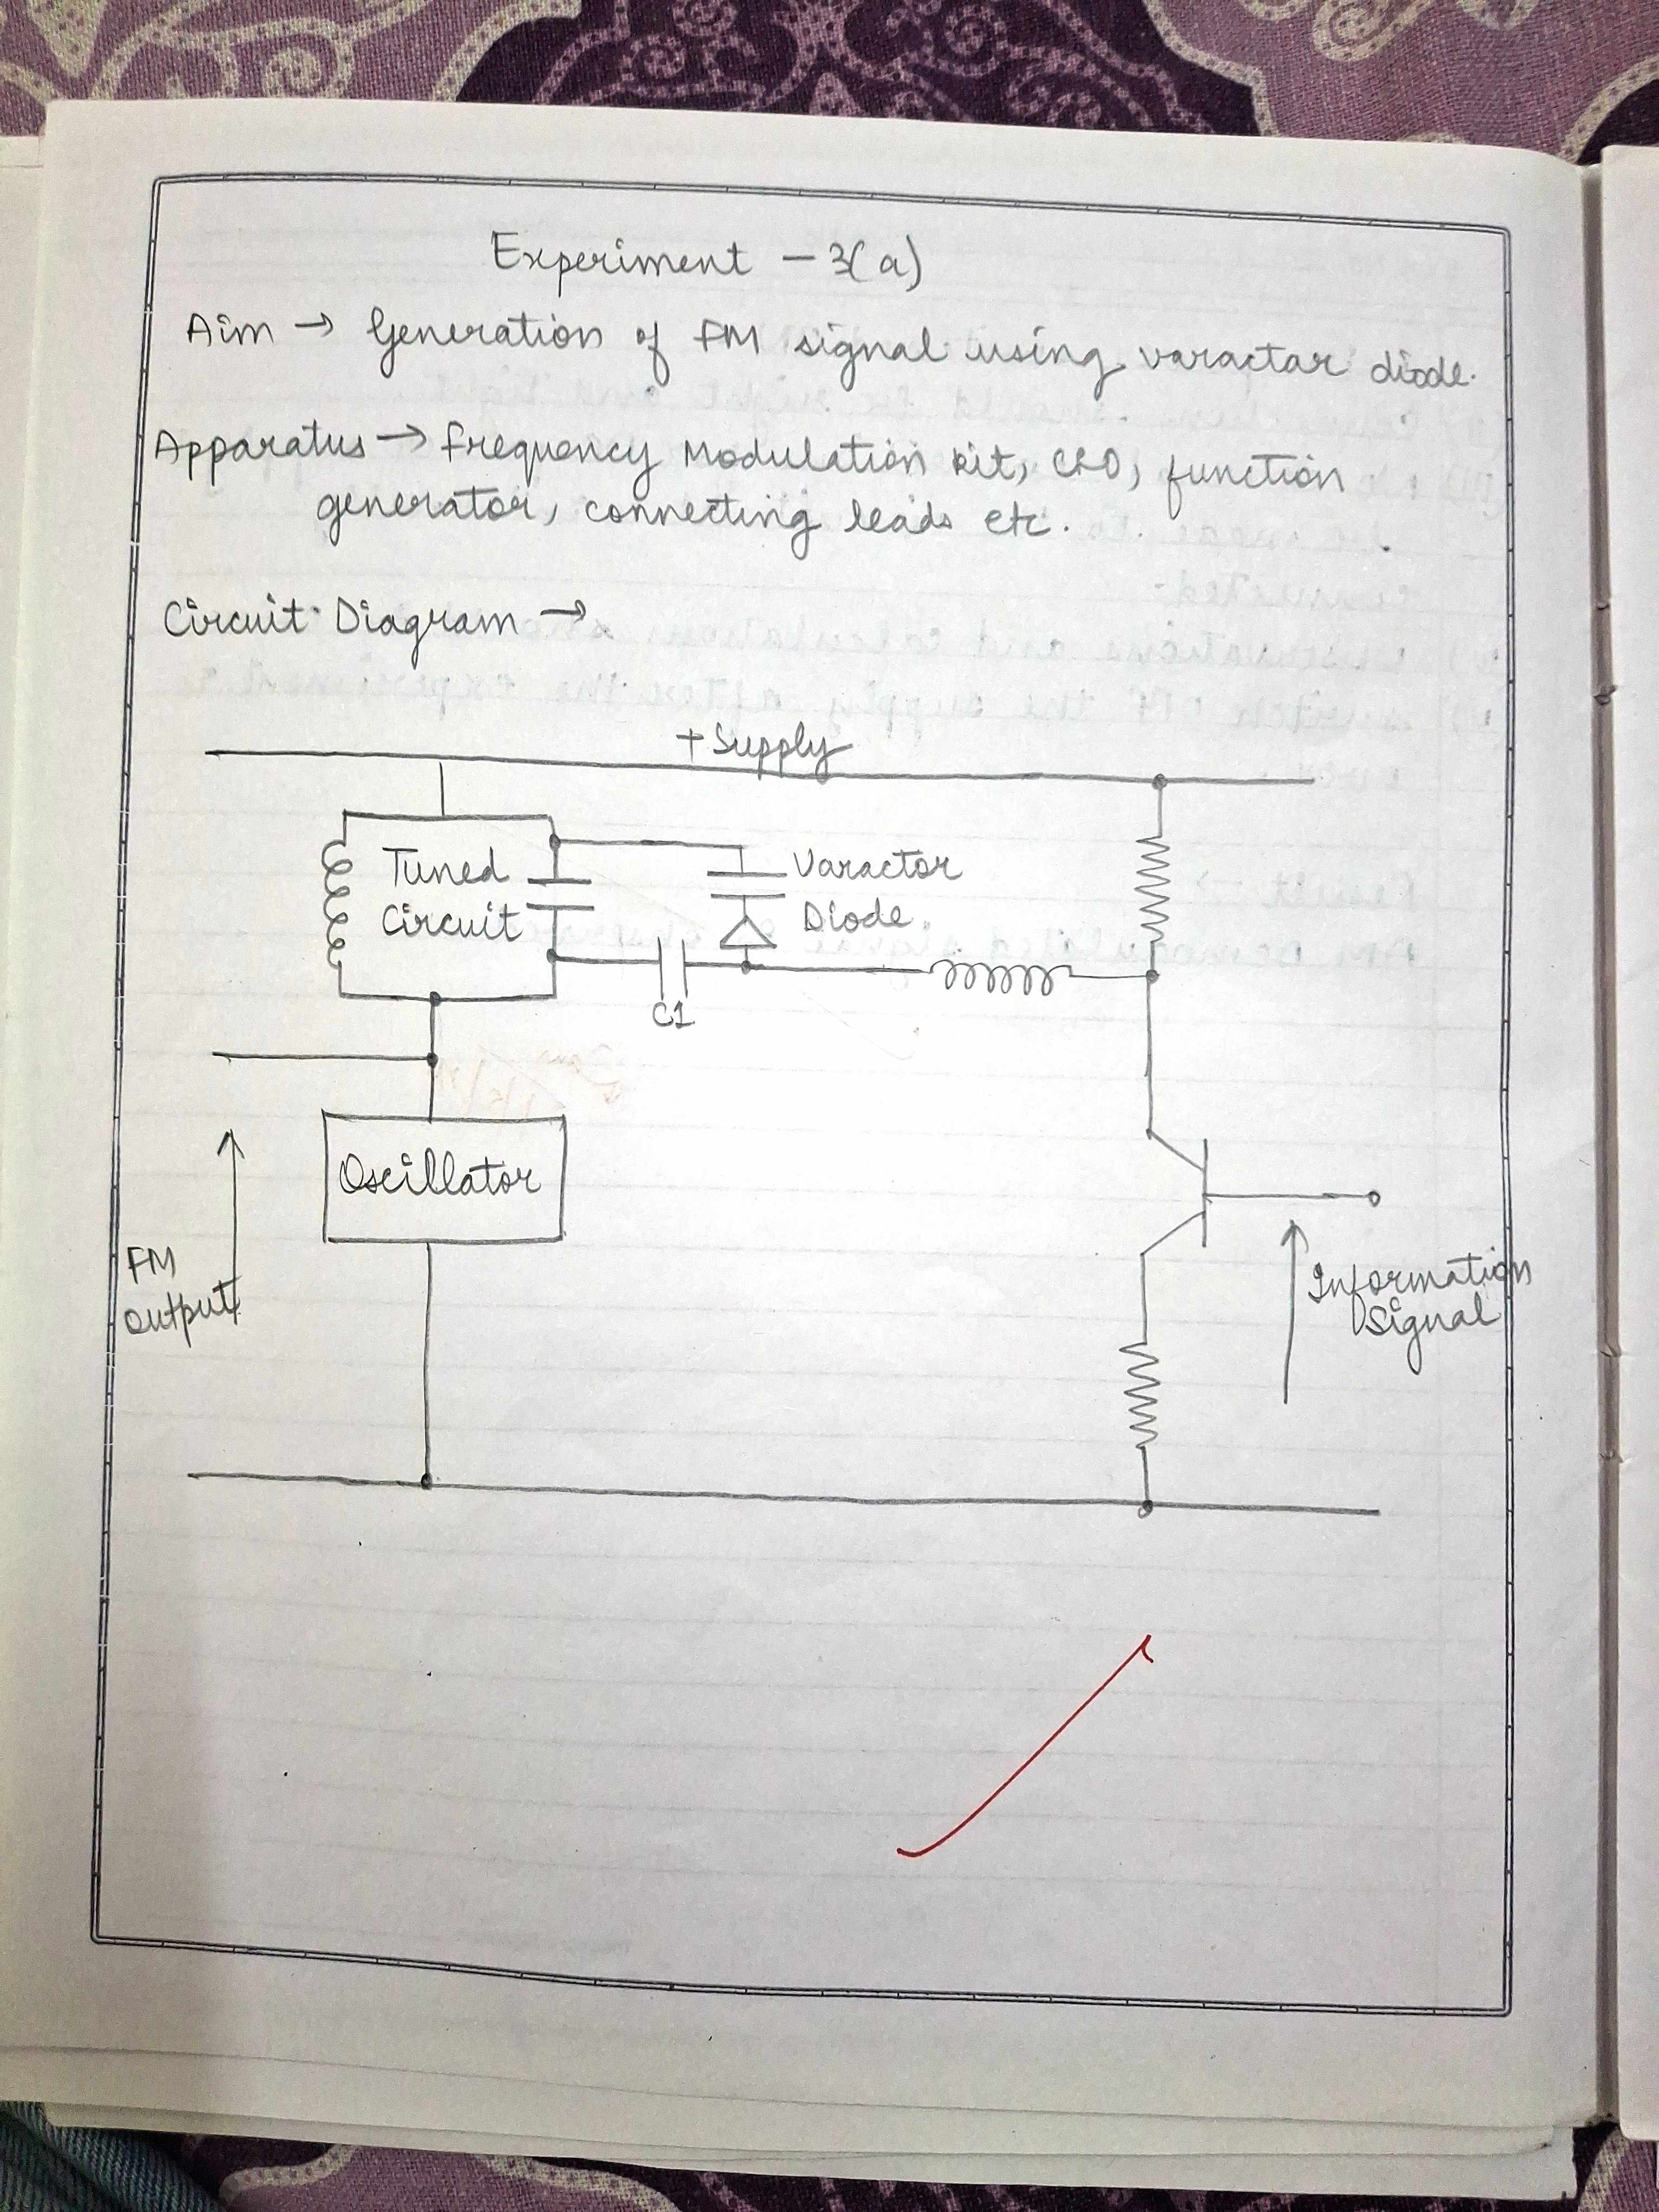 Experiment - 3(a)
Aim → Generation of FM signal using varactar diode.
Apparatus → frequency Modulation kit, CRO, function
generator, connecting leads etc.
Circuit Diagram →
+ Supply
Tuned
Circuit
Varactor
Diode
C1
Oscillator
FM
output
Information
Signal